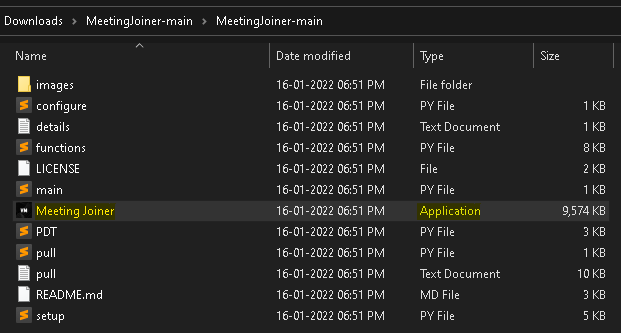 Downloads > MeetingJoiner-main > MeetingJoiner-main
Name Date modified Type Size
images 16-01-2022 06:51 PM File folder
configure 16-01-2022 06:51 PM PY File 1 KB
details 16-01-2022 06:51 PM Text Document 1 KB
functions 16-01-2022 06:51 PM PY File 8 KB
LICENSE 16-01-2022 06:51 PM File 2 KB
main 16-01-2022 06:51 PM PY File 1 KB
Meeting Joiner 16-01-2022 06:51 PM Application 9,574 KB
PDT 16-01-2022 06:51 PM PY File 3 KB
pull 16-01-2022 06:51 PM PY File 1 KB
pull 16-01-2022 06:51 PM Text Document 10 KB
README.md 16-01-2022 06:51 PM MD File 3 KB
setup 16-01-2022 06:51 PM PY File 5 KB